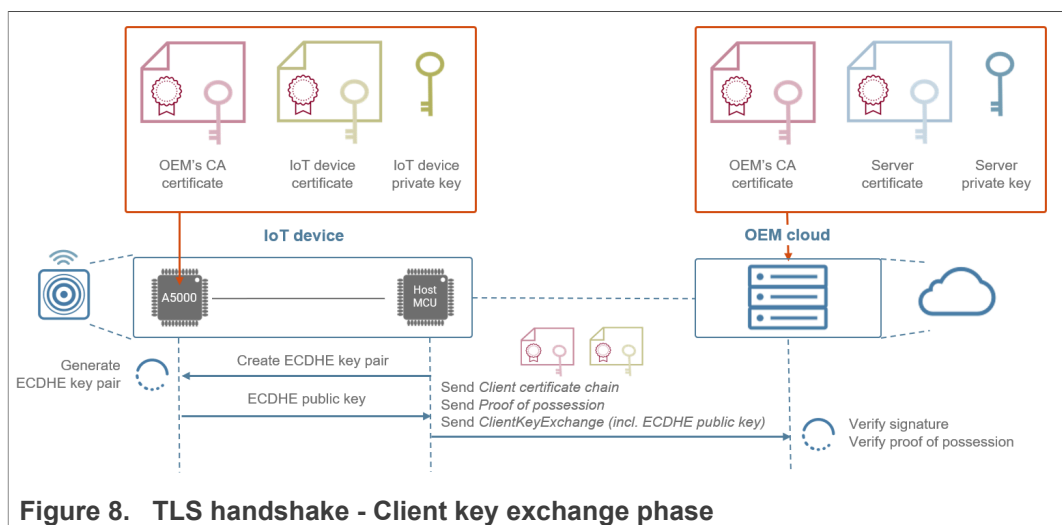 OEM's CA
certificate
IoT device
certificate
IoT device
private key
OEM's CA
certificate
Server
certificate
Server
private key
IoT device
OEM cloud
A5000
Host
MCU
Generate
ECDHE key pair
Create ECDHE key pair
ECDHE public key
Send Client certificate chain
Send Proof of possession
Send ClientKeyExchange (incl. ECDHE public key)
Verify signature
Verify proof of possession
Figure 8. TLS handshake - Client key exchange phase